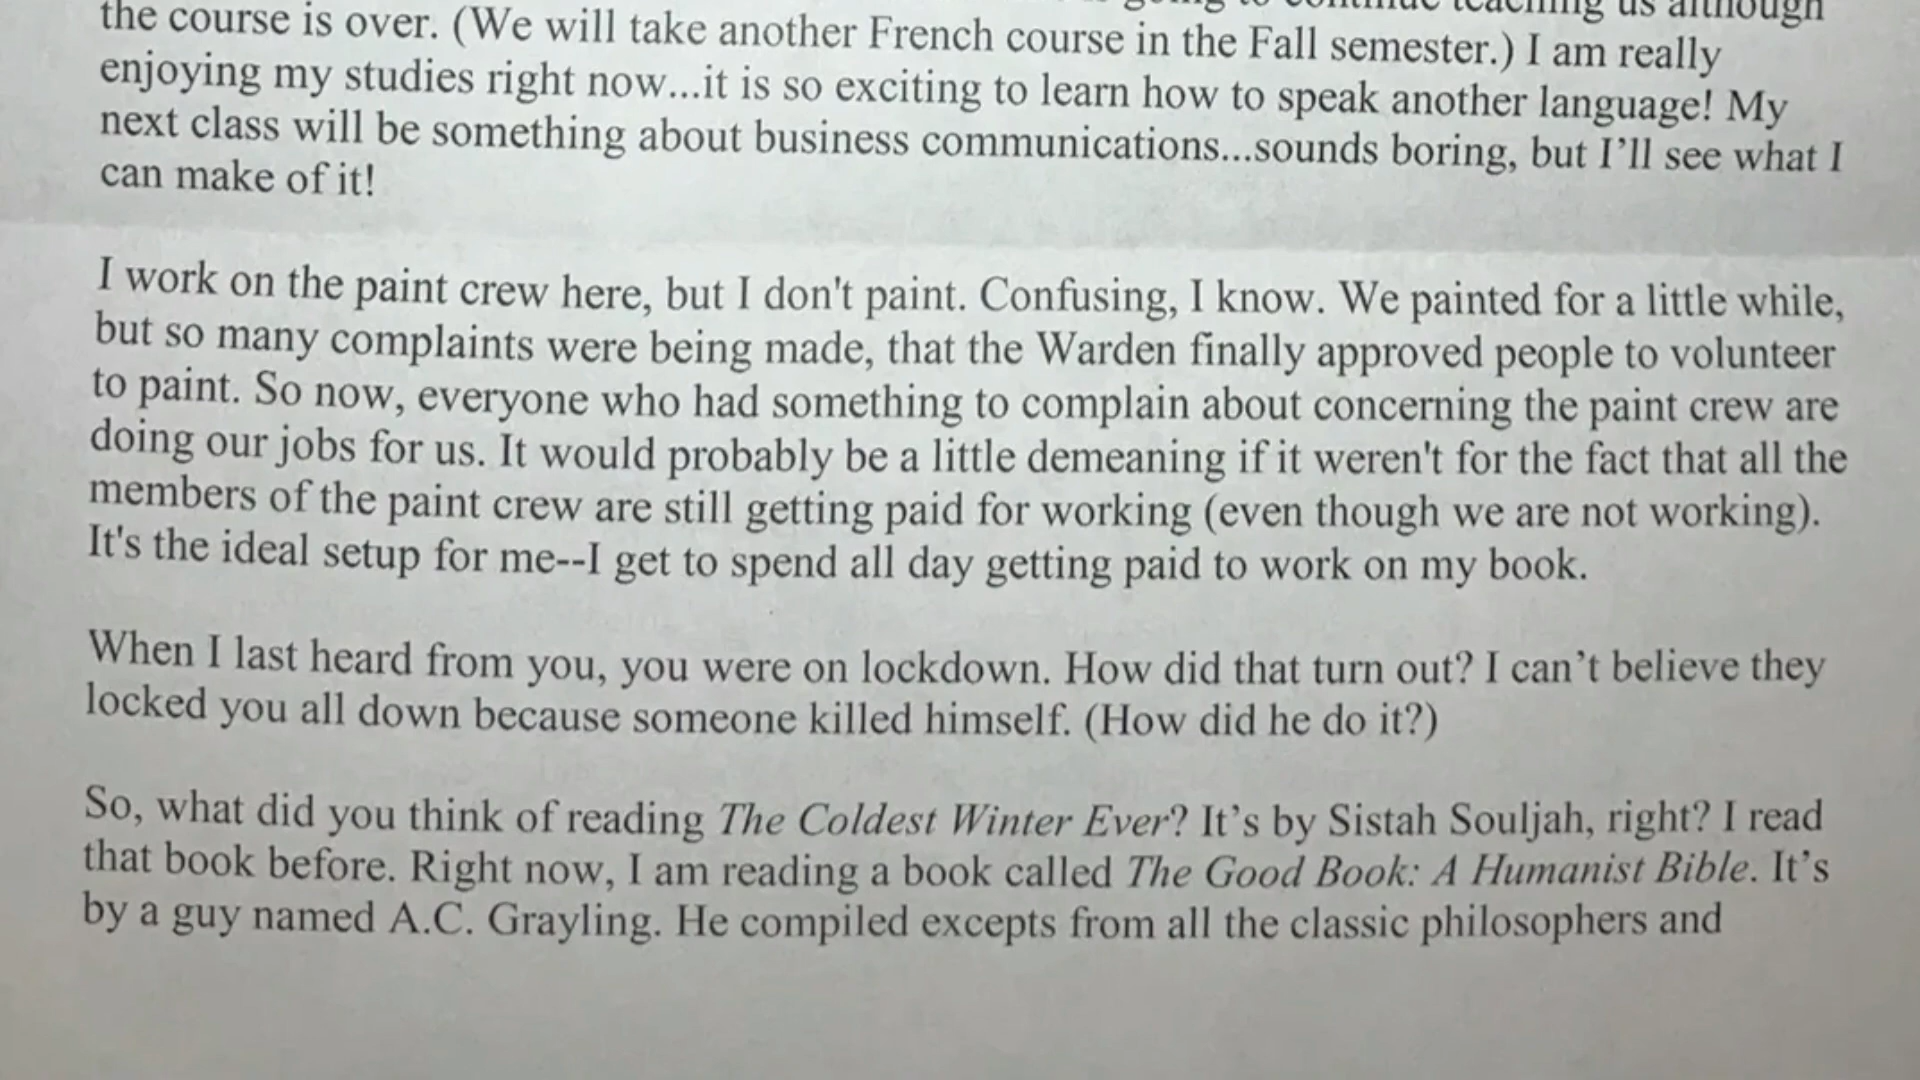 to continue teaching us although
the course is over. (We will take another French course in the Fall semester.) I am really
enjoying my studies right now...it is so exciting to learn how to speak another language! My
next class will be something about business communications...sounds boring, but I’ll see what I
can make of it!
I work on the paint crew here, but I don't paint. Confusing, I know. We painted for a little while,
but so many complaints were being made, that the Warden finally approved people to volunteer
to paint. So now, everyone who had something to complain about concerning the paint crew are
doing our jobs for us. It would probably be a little demeaning if it weren't for the fact that all the
members of the paint crew are still getting paid for working (even though we are not working).
It's the ideal setup for me--I get to spend all day getting paid to work on my book.
When I last heard from you, you were on lockdown. How did that turn out? I can’t believe they
locked you all down because someone killed himself. (How did he do it?)
So, what did you think of reading The Coldest Winter Ever? It’s by Sistah Souljah, right? I read
that book before. Right now, I am reading a book called The Good Book: A Humanist Bible. It’s
by a guy named A.C. Grayling. He compiled excepts from all the classic philosophers and